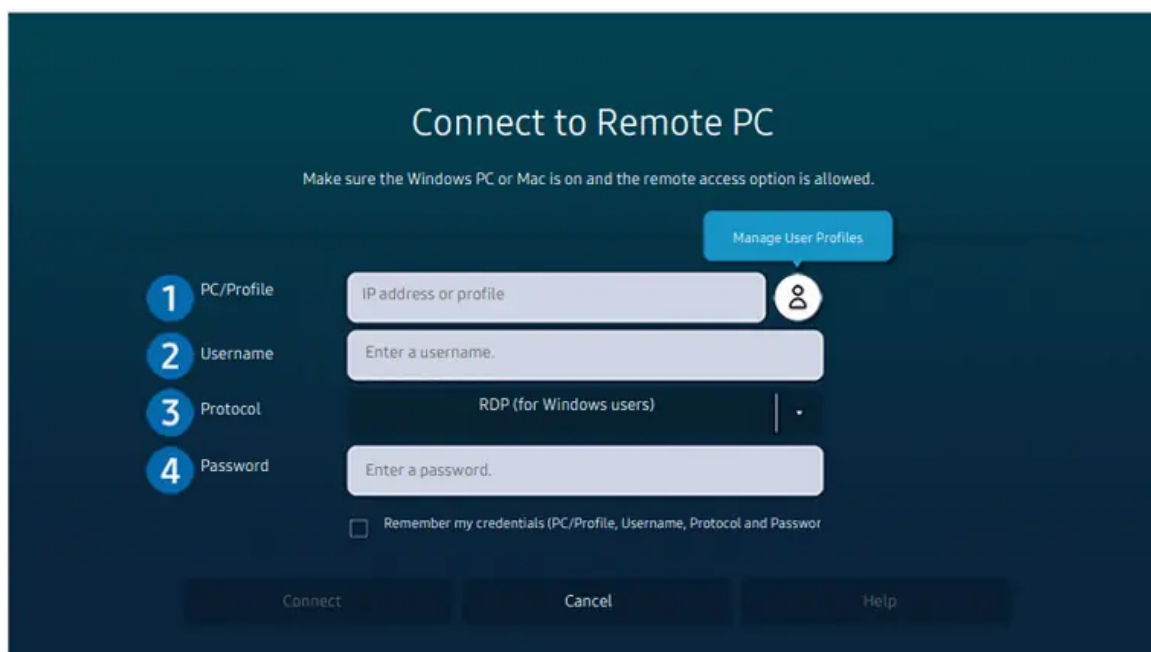 Connect to Remote PC
Make sure the Windows PC or Mac is on and the remote access option is allowed.
Manage User Profiles
1 PC/Profile IP address or profile
2 Username Enter a username.
3 Protocol RDP (for Windows users)
4 Password Enter a password.
Remember my credentials (PC/Profile, Username, Protocol and Passwor
Connect Cancel Help